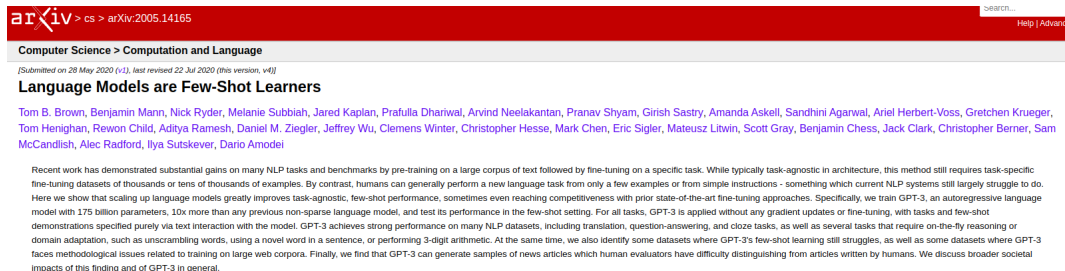 arXiv > cs > arXiv:2005.14165
Search...
Help | Advan
Computer Science > Computation and Language
[Submitted on 28 May 2020 (v1), last revised 22 Jul 2020 (this version, v4)]
Language Models are Few-Shot Learners
Tom B. Brown, Benjamin Mann, Nick Ryder, Melanie Subbiah, Jared Kaplan, Prafulla Dhariwal, Arvind Neelakantan, Pranav Shyam, Girish Sastry, Amanda Askell, Sandhini Agarwal, Ariel Herbert-Voss, Gretchen Krueger,
Tom Henighan, Rewon Child, Aditya Ramesh, Daniel M. Ziegler, Jeffrey Wu, Clemens Winter, Christopher Hesse, Mark Chen, Eric Sigler, Mateusz Litwin, Scott Gray, Benjamin Chess, Jack Clark, Christopher Berner, Sam
McCandlish, Alec Radford, Ilya Sutskever, Dario Amodei
Recent work has demonstrated substantial gains on many NLP tasks and benchmarks by pre-training on a large corpus of text followed by fine-tuning on a specific task. While typically task-agnostic in architecture, this method still requires task-specific
fine-tuning datasets of thousands or tens of thousands of examples. By contrast, humans can generally perform a new language task from only a few examples or from simple instructions - something which current NLP systems still largely struggle to do.
Here we show that scaling up language models greatly improves task-agnostic, few-shot performance, sometimes even reaching competitiveness with prior state-of-the-art fine-tuning approaches. Specifically, we train GPT-3, an autoregressive language
model with 175 billion parameters, 10x more than any previous non-sparse language model, and test its performance in the few-shot setting. For all tasks, GPT-3 is applied without any gradient updates or fine-tuning, with tasks and few-shot
demonstrations specified purely via text interaction with the model. GPT-3 achieves strong performance on many NLP datasets, including translation, question-answering, and cloze tasks, as well as several tasks that require on-the-fly reasoning or
domain adaptation, such as unscrambling words, using a novel word in a sentence, or performing 3-digit arithmetic. At the same time, we also identify some datasets where GPT-3's few-shot learning still struggles, as well as some datasets where GPT-3
faces methodological issues related to training on large web corpora. Finally, we find that GPT-3 can generate samples of news articles which human evaluators have difficulty distinguishing from articles written by humans. We discuss broader societal
impacts of this finding and of GPT-3 in general.